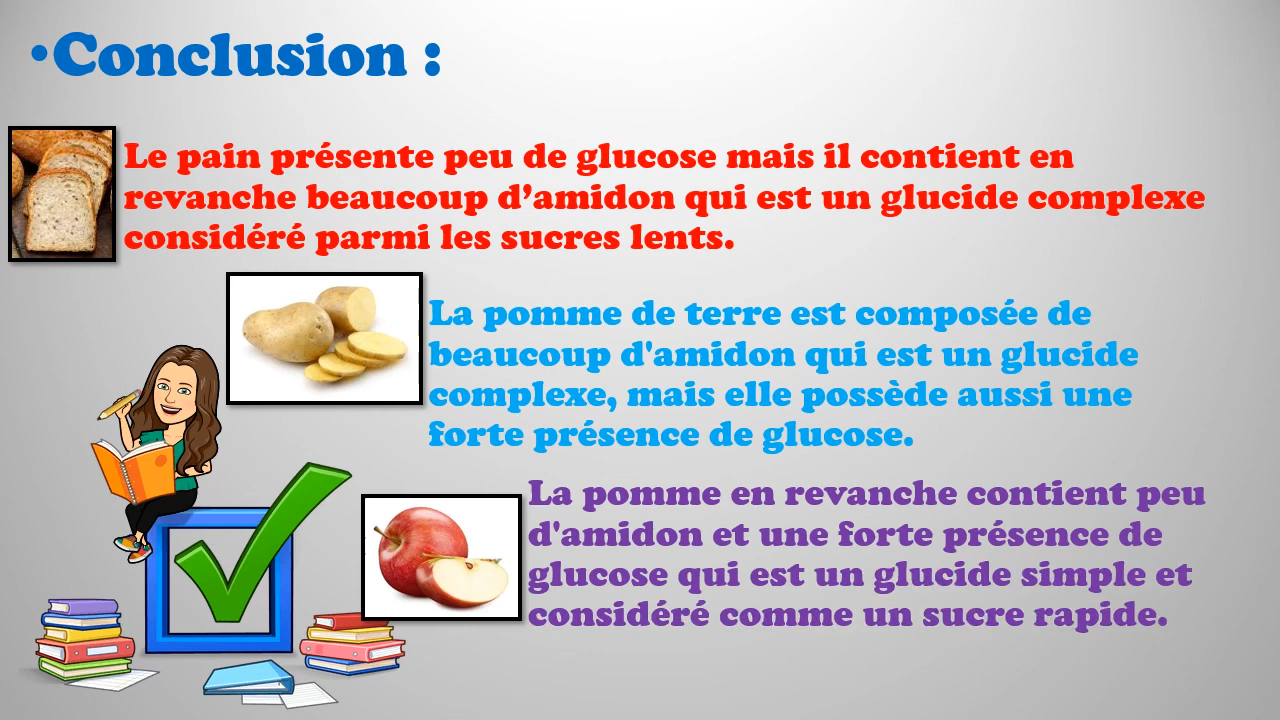 •Conclusion :
Le pain présente peu de glucose mais il contient en
revanche beaucoup d’amidon qui est un glucide complexe
considéré parmi les sucres lents.
La pomme de terre est composée de
beaucoup d'amidon qui est un glucide
complexe, mais elle possède aussi une
forte présence de glucose.
La pomme en revanche contient peu
d'amidon et une forte présence de
glucose qui est un glucide simple et
considéré comme un sucre rapide.